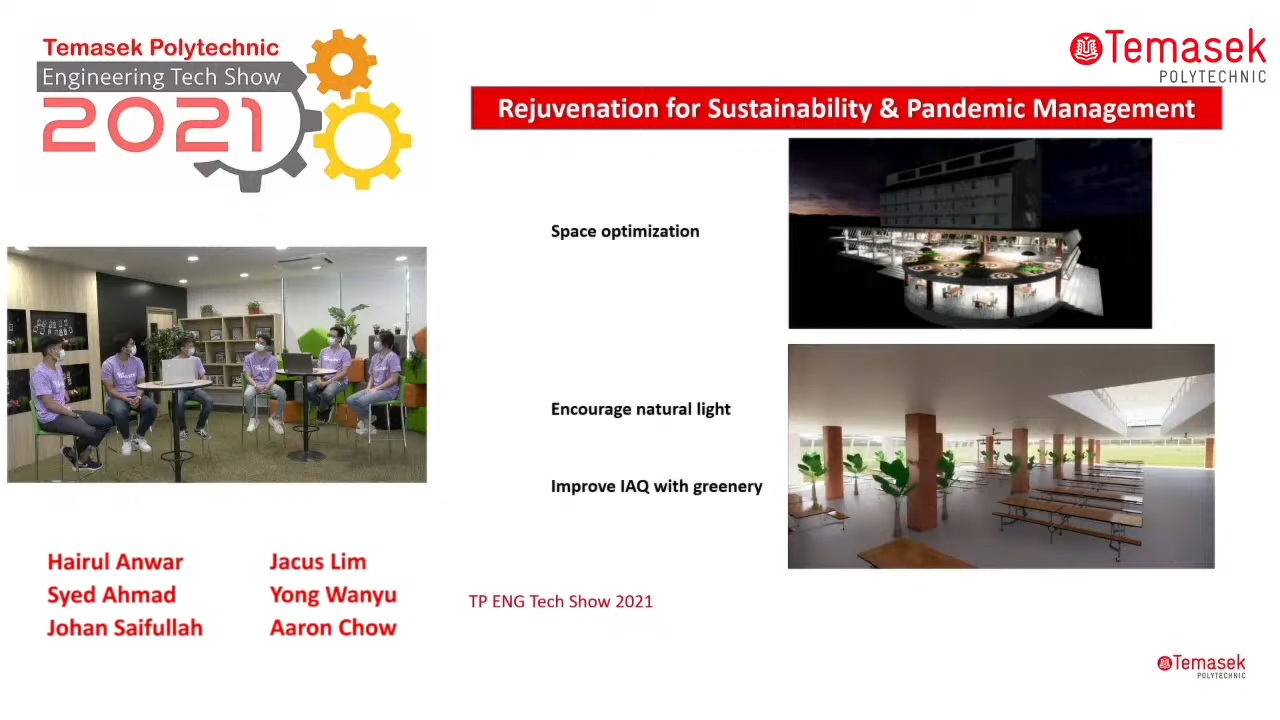 Temasek Polytechnic
Engineering Tech Show
2021
Temasek
POLYTECHNIC
Rejuvenation for Sustainability & Pandemic Management
Space optimization
Encourage natural light
Improve IAQ with greenery
Hairul Anwar
Jacus Lim
Syed Ahmad
Yong Wanyu
Johan Saifullah
Aaron Chow
TP ENG Tech Show 2021
Temasek
POLYTECHNIC